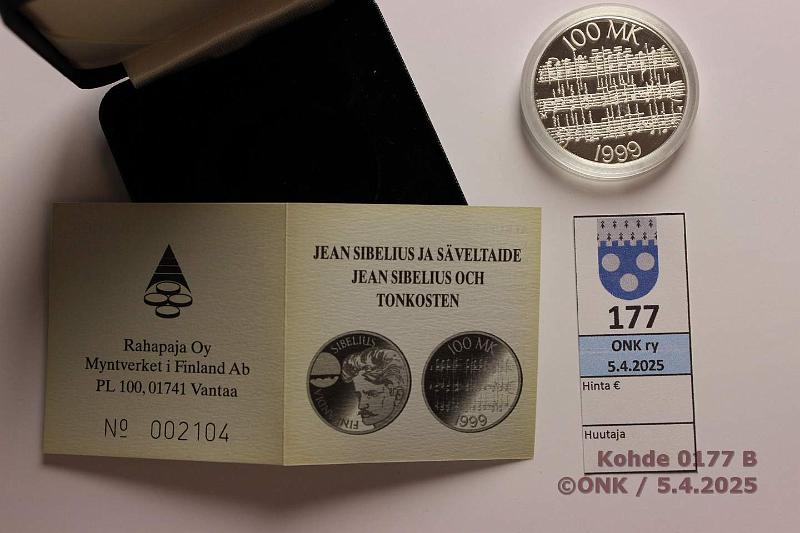 100 MK
1999
Rahapaja Oy
Myntverket i Finland Ab
PL 100, 01741 Vantaa
Nº 002104
JEAN SIBELIUS JA SÄVELTAIDE
JEAN SIBELIUS OCH
TONKOSTEN
SIBELIUS
100 MK
1999
177
ONK ry
5.4.2025
Hinta €
Huutaja
Kohde 0177 B
©ONK / 5.4.2025